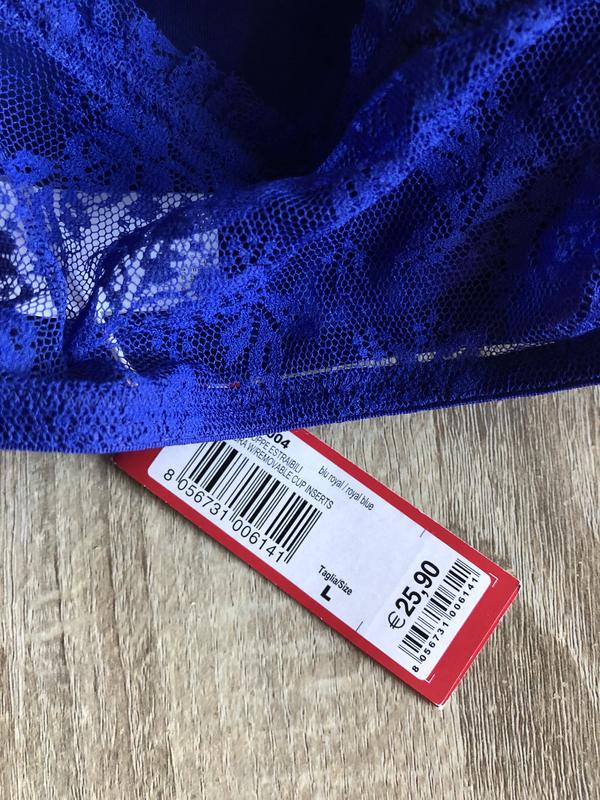 004
OPPE ESTRAIBILI
RA W/REMOVABLE CUP INSERTS
blu royal / royal blue
8 056731 006141
Taglia/Size
L
€25,90
8 056731 006141